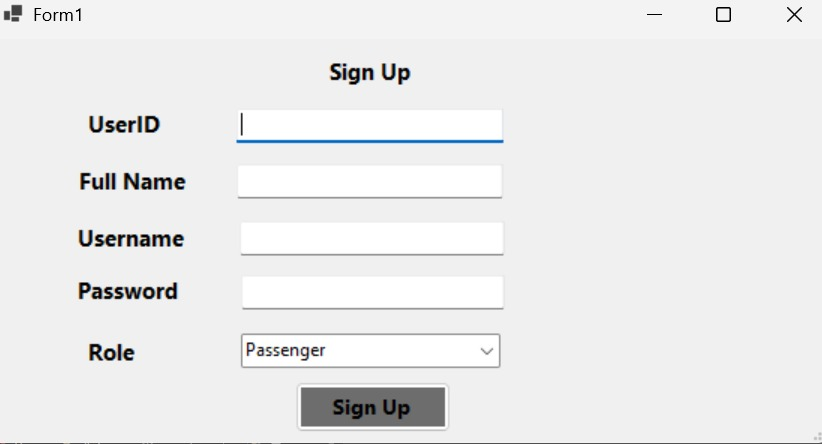 Form1
Sign Up
UserID
Full Name
Username
Password
Role Passenger
Sign Up